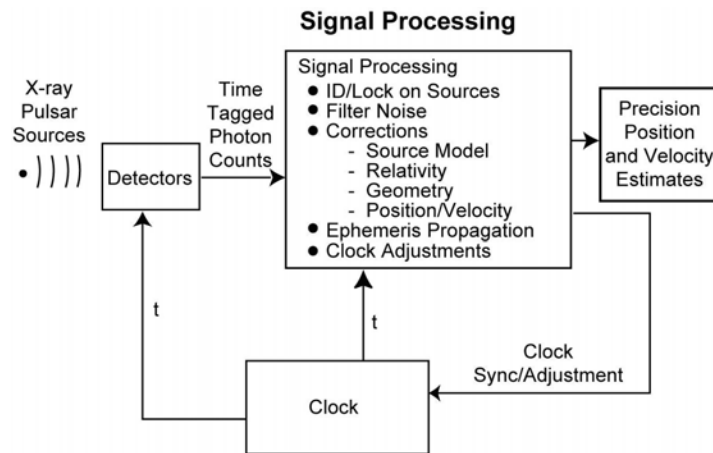 Signal Processing
X-ray
Pulsar
Sources
Detectors
Time
Tagged
Photon
Counts
Signal Processing
● ID/Lock on Sources
● Filter Noise
● Corrections
- Source Model
- Relativity
- Geometry
- Position/Velocity
● Ephemeris Propagation
● Clock Adjustments
Precision
Position
and Velocity
Estimates
t
t
Clock
Clock
Sync/Adjustment